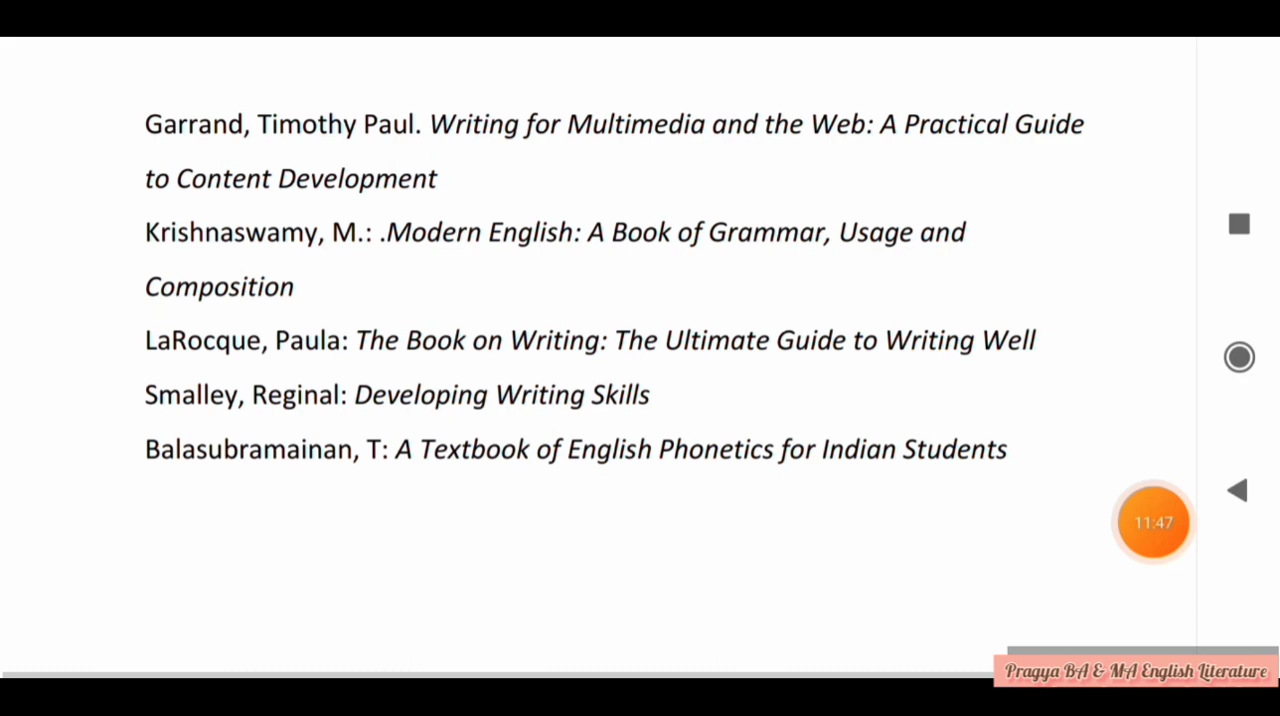 Garrand, Timothy Paul. Writing for Multimedia and the Web: A Practical Guide
to Content Development
Krishnaswamy, M.: .Modern English: A Book of Grammar, Usage and
Composition
LaRocque, Paula: The Book on Writing: The Ultimate Guide to Writing Well
Smalley, Reginal: Developing Writing Skills
Balasubramainan, T: A Textbook of English Phonetics for Indian Students
11:47
Pragya BA & MA English Literature